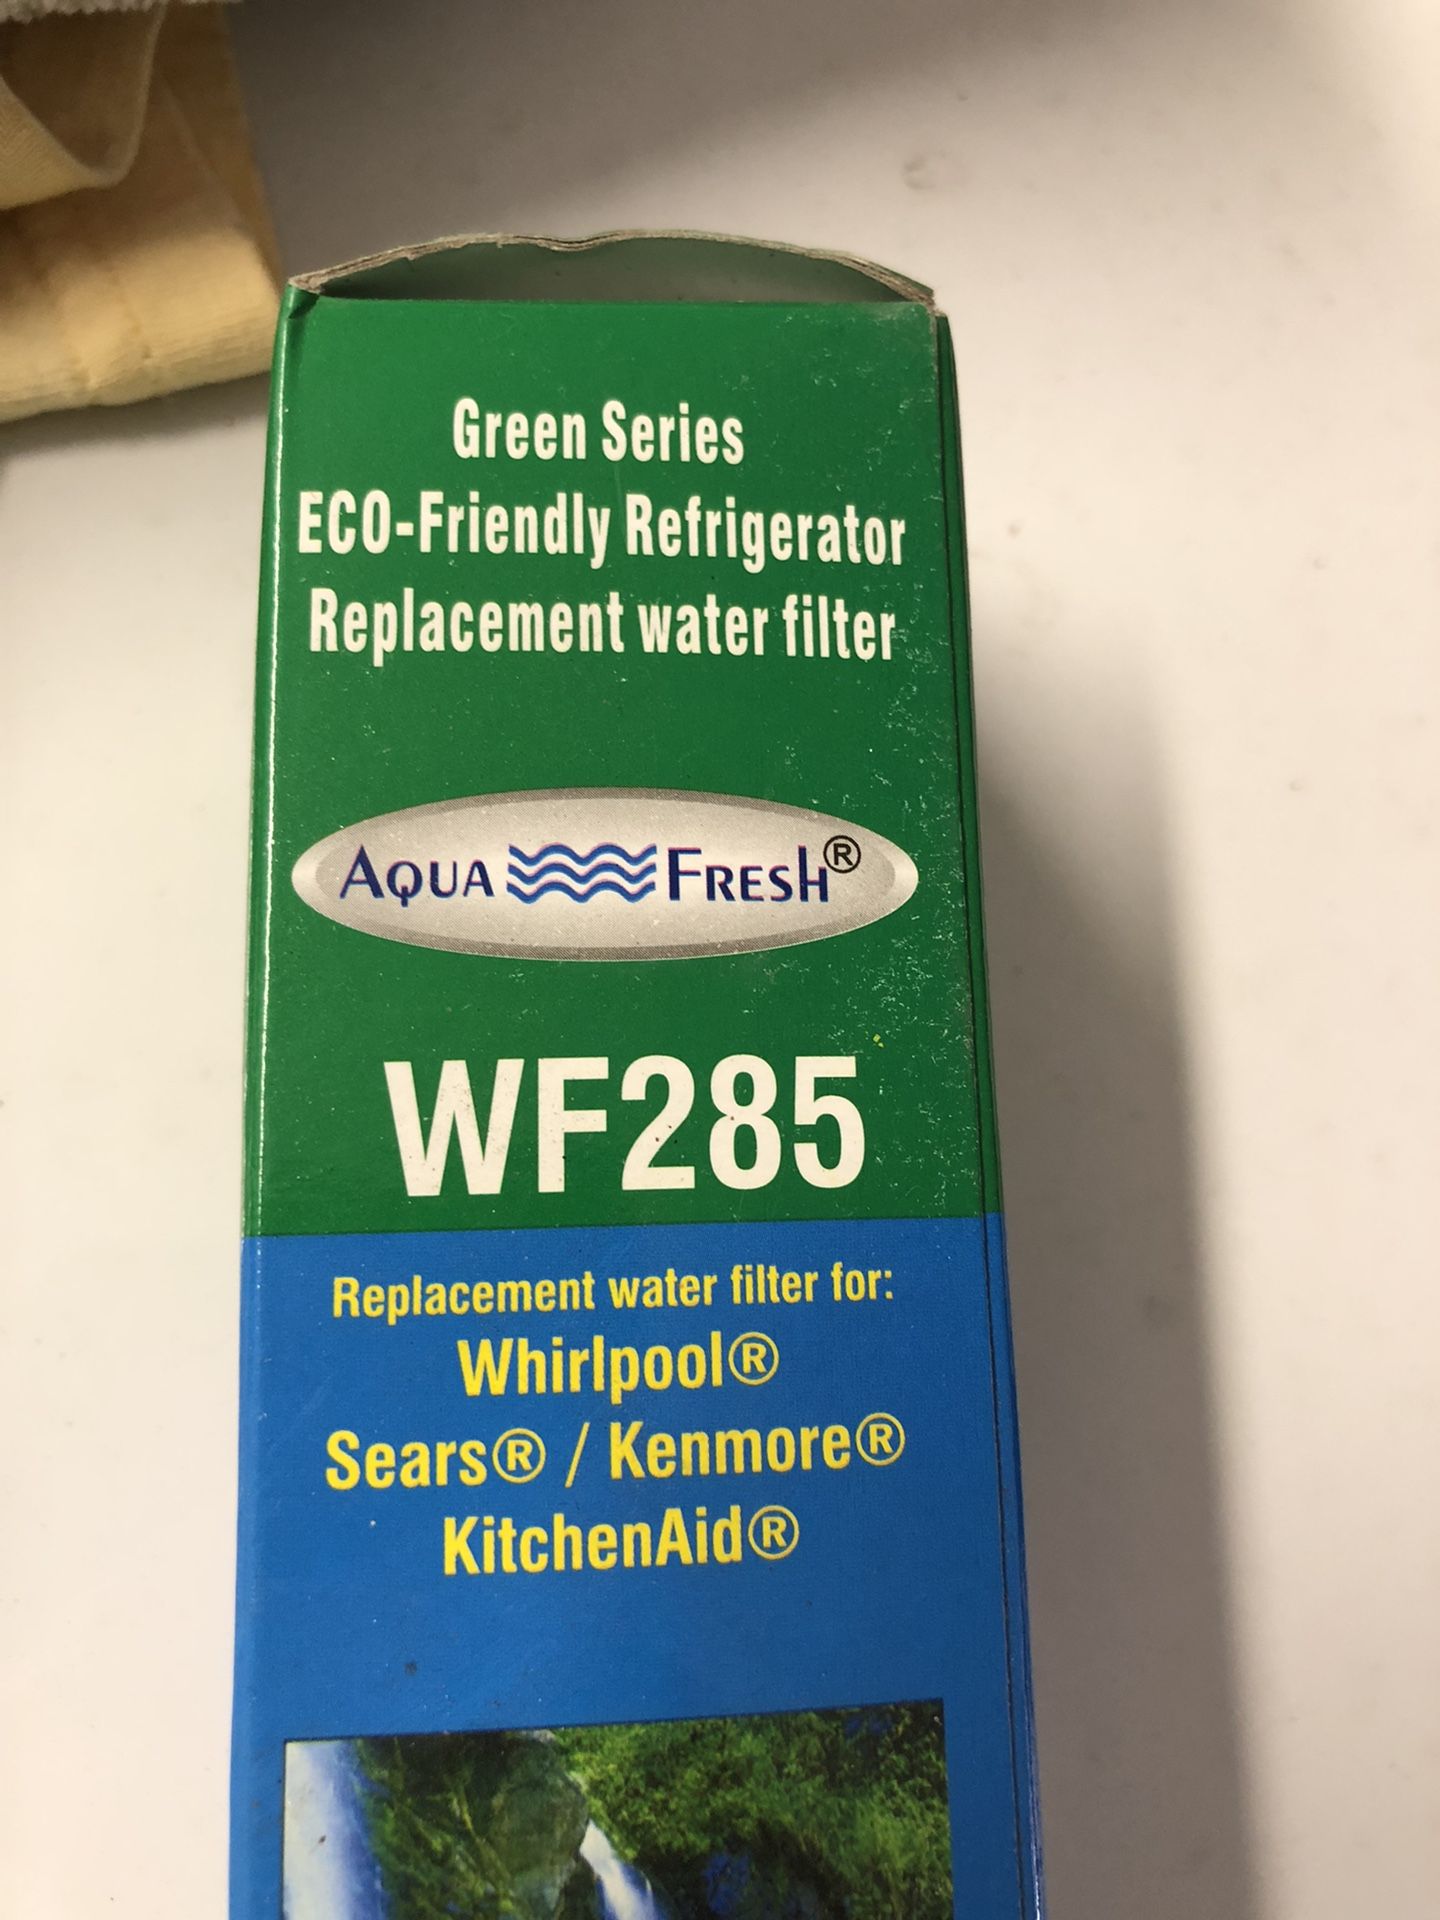 Green Series
ECO-Friendly Refrigerator
Replacement water filter
AQUA FRESH®
WF285
Replacement water filter for:
Whirlpool®
Sears® / Kenmore®
KitchenAid®